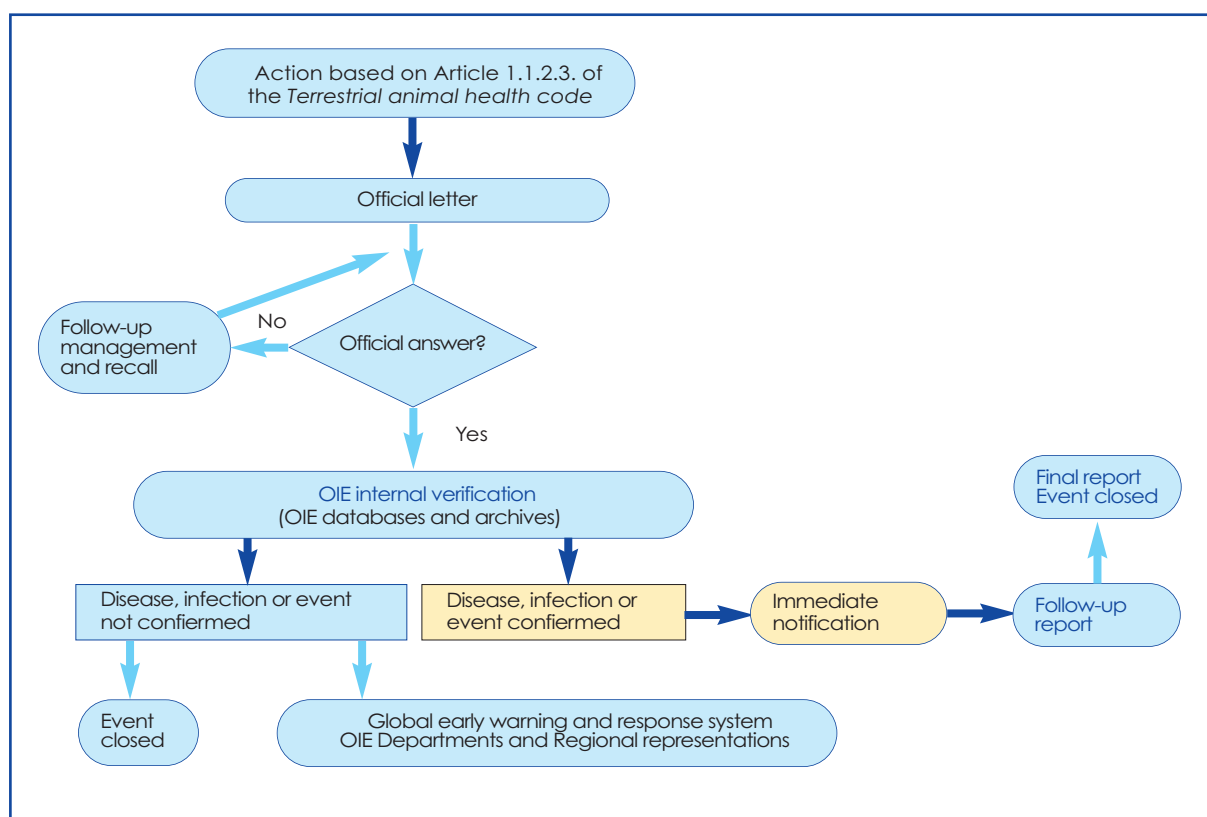 Action based on Article 1.1.2.3. of
the Terrestrial animal health code
Official letter
No
Follow-up
management
and recall
Official answer?
Yes
OIE internal verification
(OIE databases and archives)
Final report
Event closed
Disease, infection or event
not confiermed
Disease, infection or
event confiermed
Immediate
notification
Follow-up
report
Event
closed
Global early warning and response system
OIE Departments and Regional representations